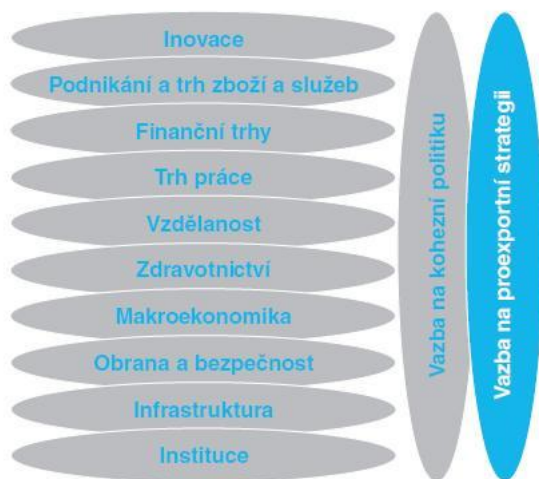 Inovace
Podnikání a trh zboží a služeb
Finanční trhy
Trh práce
Vzdělanost
Zdravotnictví
Makroekonomika
Obrana a bezpečnost
Infrastruktura
Instituce
Vazba na kohezní politiku
Vazba na proexportní strategii